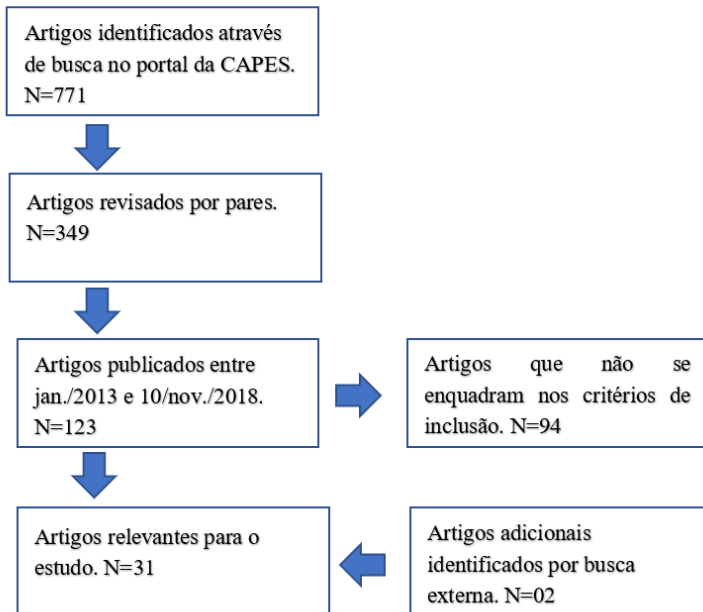 Artigos identificados através
de busca no portal da CAPES.
N=771
Artigos revisados por pares.
N=349
Artigos publicados entre
jan./2013 e 10/nov./2018.
N=123
Artigos que não se
enquadram nos critérios de
inclusão. N=94
Artigos relevantes para o
estudo. N=31
Artigos adicionais
identificados por busca
externa. N=02